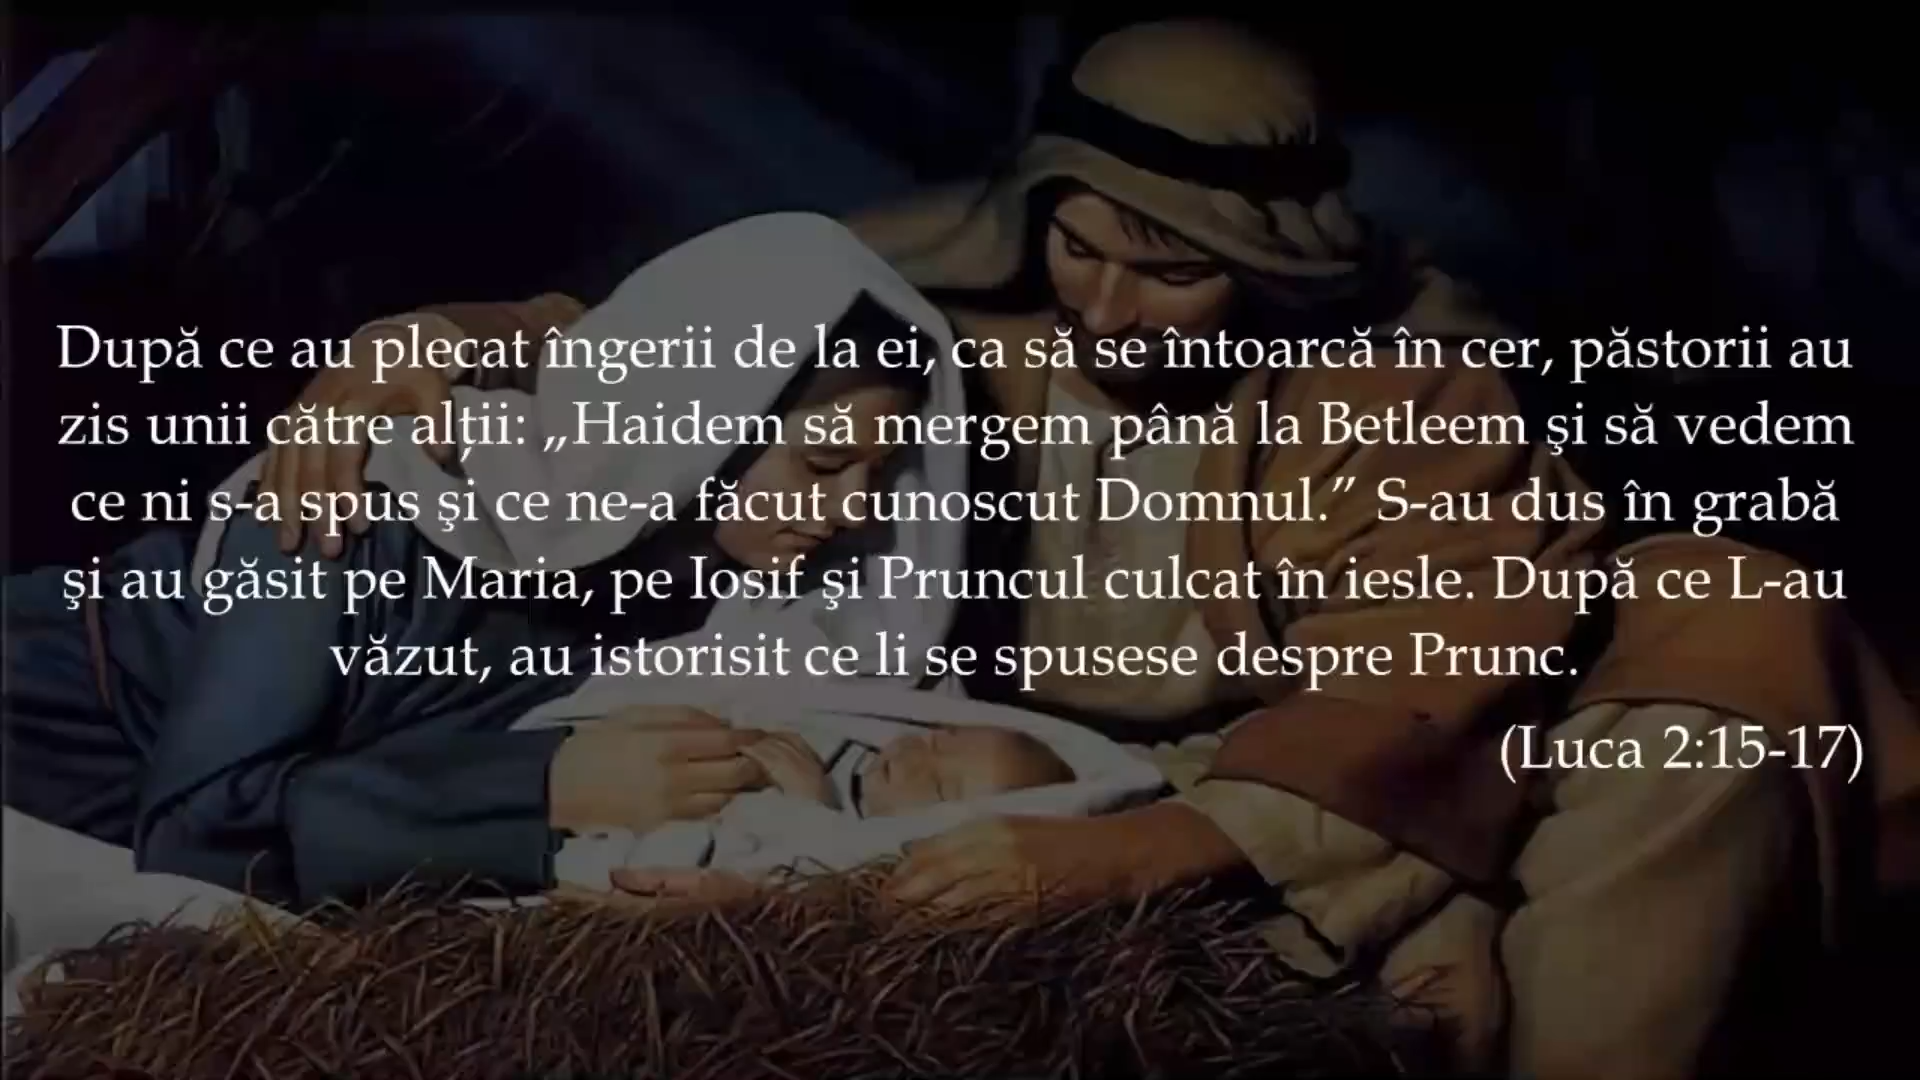 După ce au plecat îngerii de la ei, ca să se întoarcă în cer, păstorii au
zis unii către alții: „Haidem să mergem până la Betleem şi să vedem
ce ni s-a spus şi ce ne-a făcut cunoscut Domnul.” S-au dus în grabă
şi au găsit pe Maria, pe Iosif şi Pruncul culcat în iesle. După ce L-au
văzut, au istorisit ce li se spusese despre Prunc.
(Luca 2:15-17)